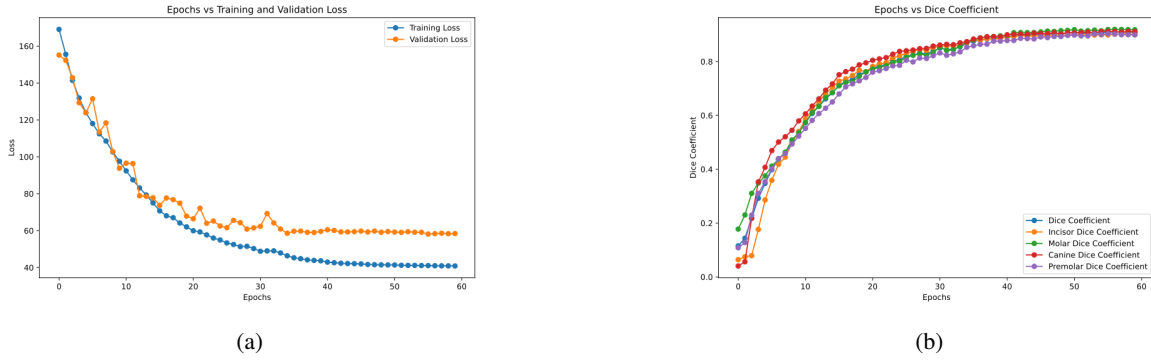 Epochs vs Training and Validation Loss
Training Loss
Validation Loss
160
140
120
100
80
60
40
Loss
0
10
20
30
40
50
60
Epochs
(a)
Epochs vs Dice Coefficient
0.8
0.6
0.4
0.2
0.0
Dice Coefficient
Dice Coefficient
Incisor Dice Coefficient
Molar Dice Coefficient
Canine Dice Coefficient
Premolar Dice Coefficient
0
10
20
30
40
50
60
Epochs
(b)